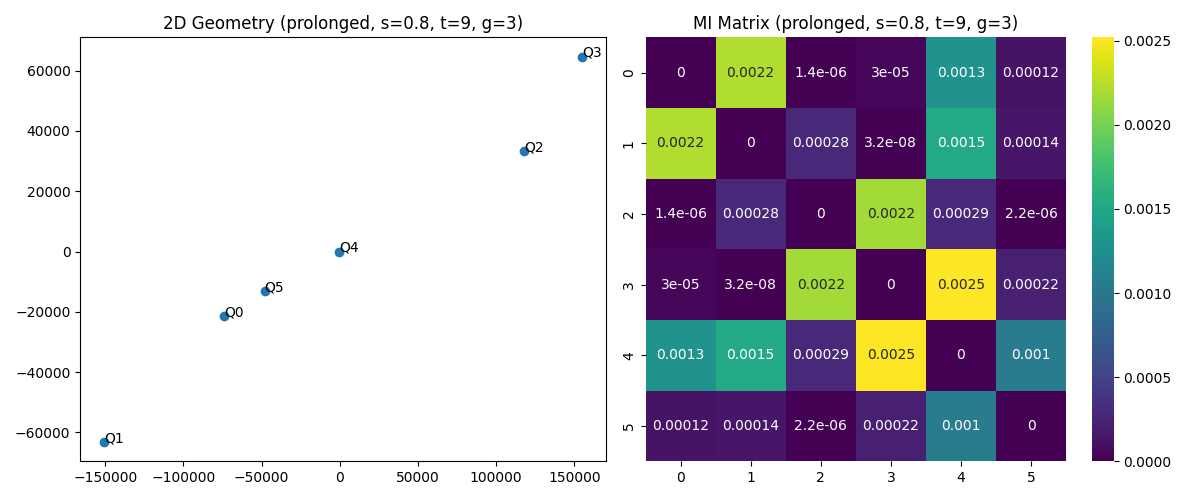 2D Geometry (prolonged, s=0.8, t=9, g=3)
60000
40000
20000
0
−20000
−40000
−60000
−150000 −100000 −50000 0 50000 100000 150000
Q3
Q2
Q4
Q5
Q0
Q1
MI Matrix (prolonged, s=0.8, t=9, g=3)
0 0 0.0022 1.4e-06 3e-05 0.0013 0.00012
1 0.0022 0 0.00028 3.2e-08 0.0015 0.00014
2 1.4e-06 0.00028 0 0.0022 0.00029 2.2e-06
3 3e-05 3.2e-08 0.0022 0 0.0025 0.00022
4 0.0013 0.0015 0.00029 0.0025 0 0.001
5 0.00012 0.00014 2.2e-06 0.00022 0.001 0
0 1 2 3 4 5
0.0025
0.0020
0.0015
0.0010
0.0005
0.0000